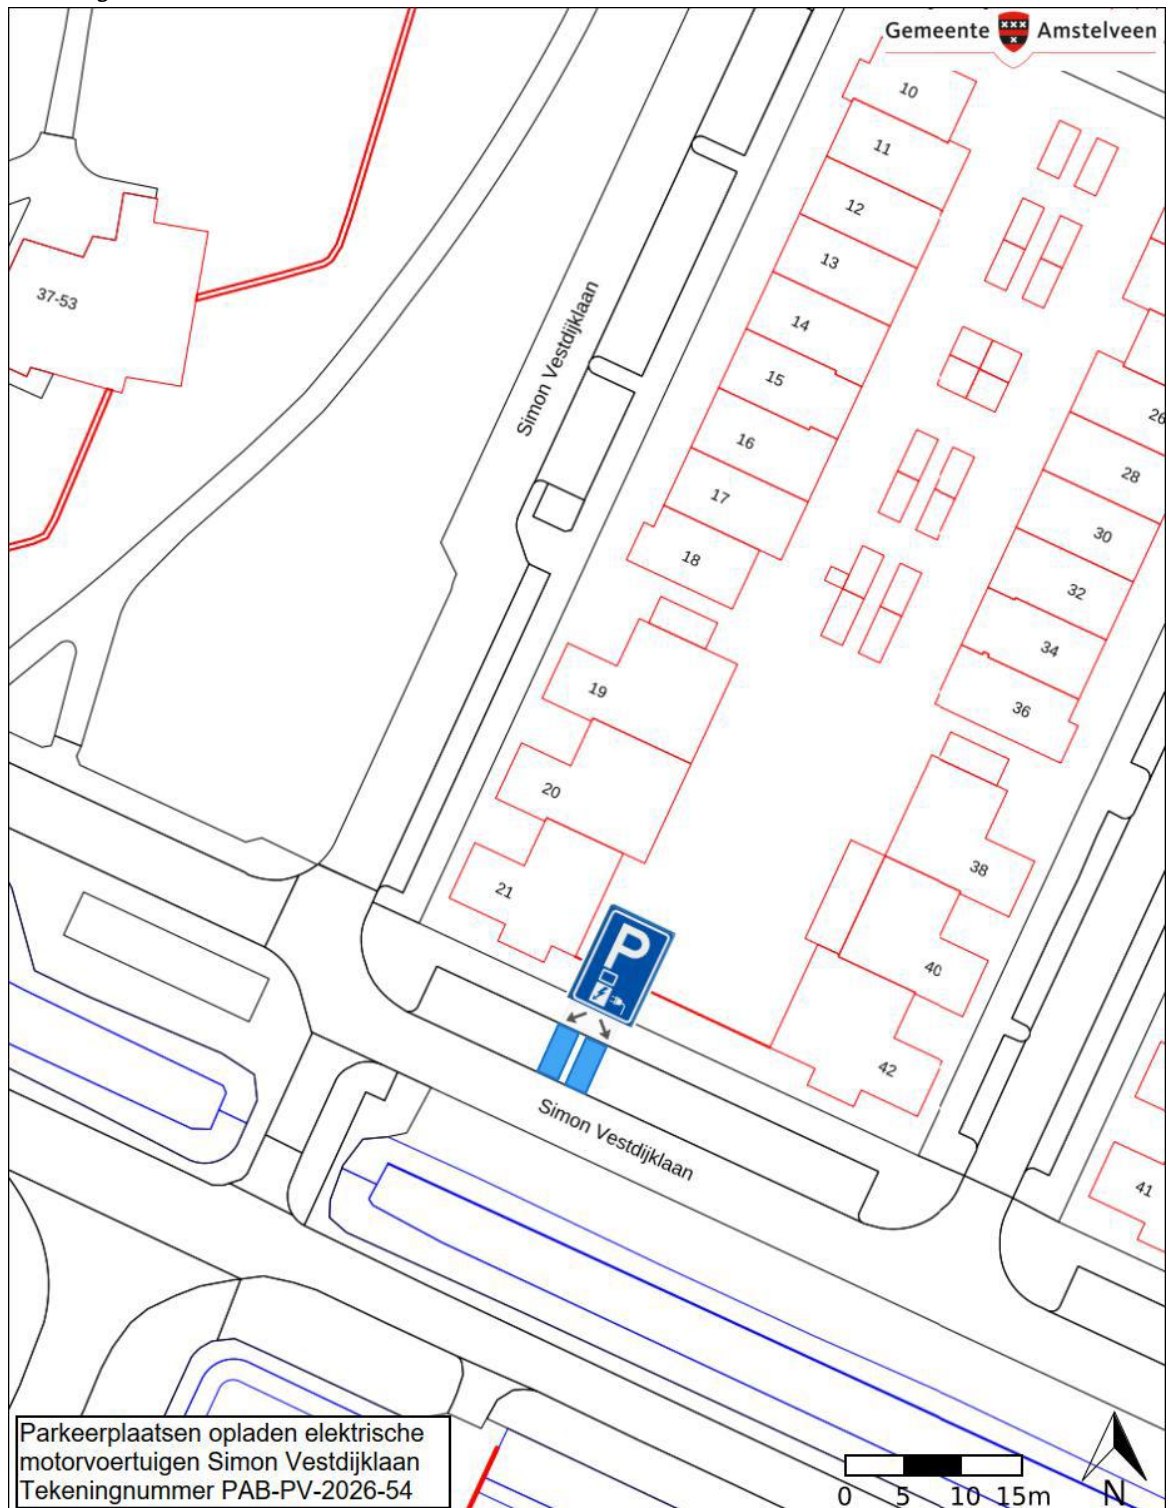 Gemeente Amstelveen
10
11
12
13
14
15
16
17
18
19
20
21
37-53
Simon Vestdijklaan
26
28
30
32
34
36
38
40
42
41
P
Simon Vestdijklaan
Parkeerplaatsen opladen elektrische
motorvoertuigen Simon Vestdijklaan
Tekeningnummer PAB-PV-2026-54
0 5 10 15m
N